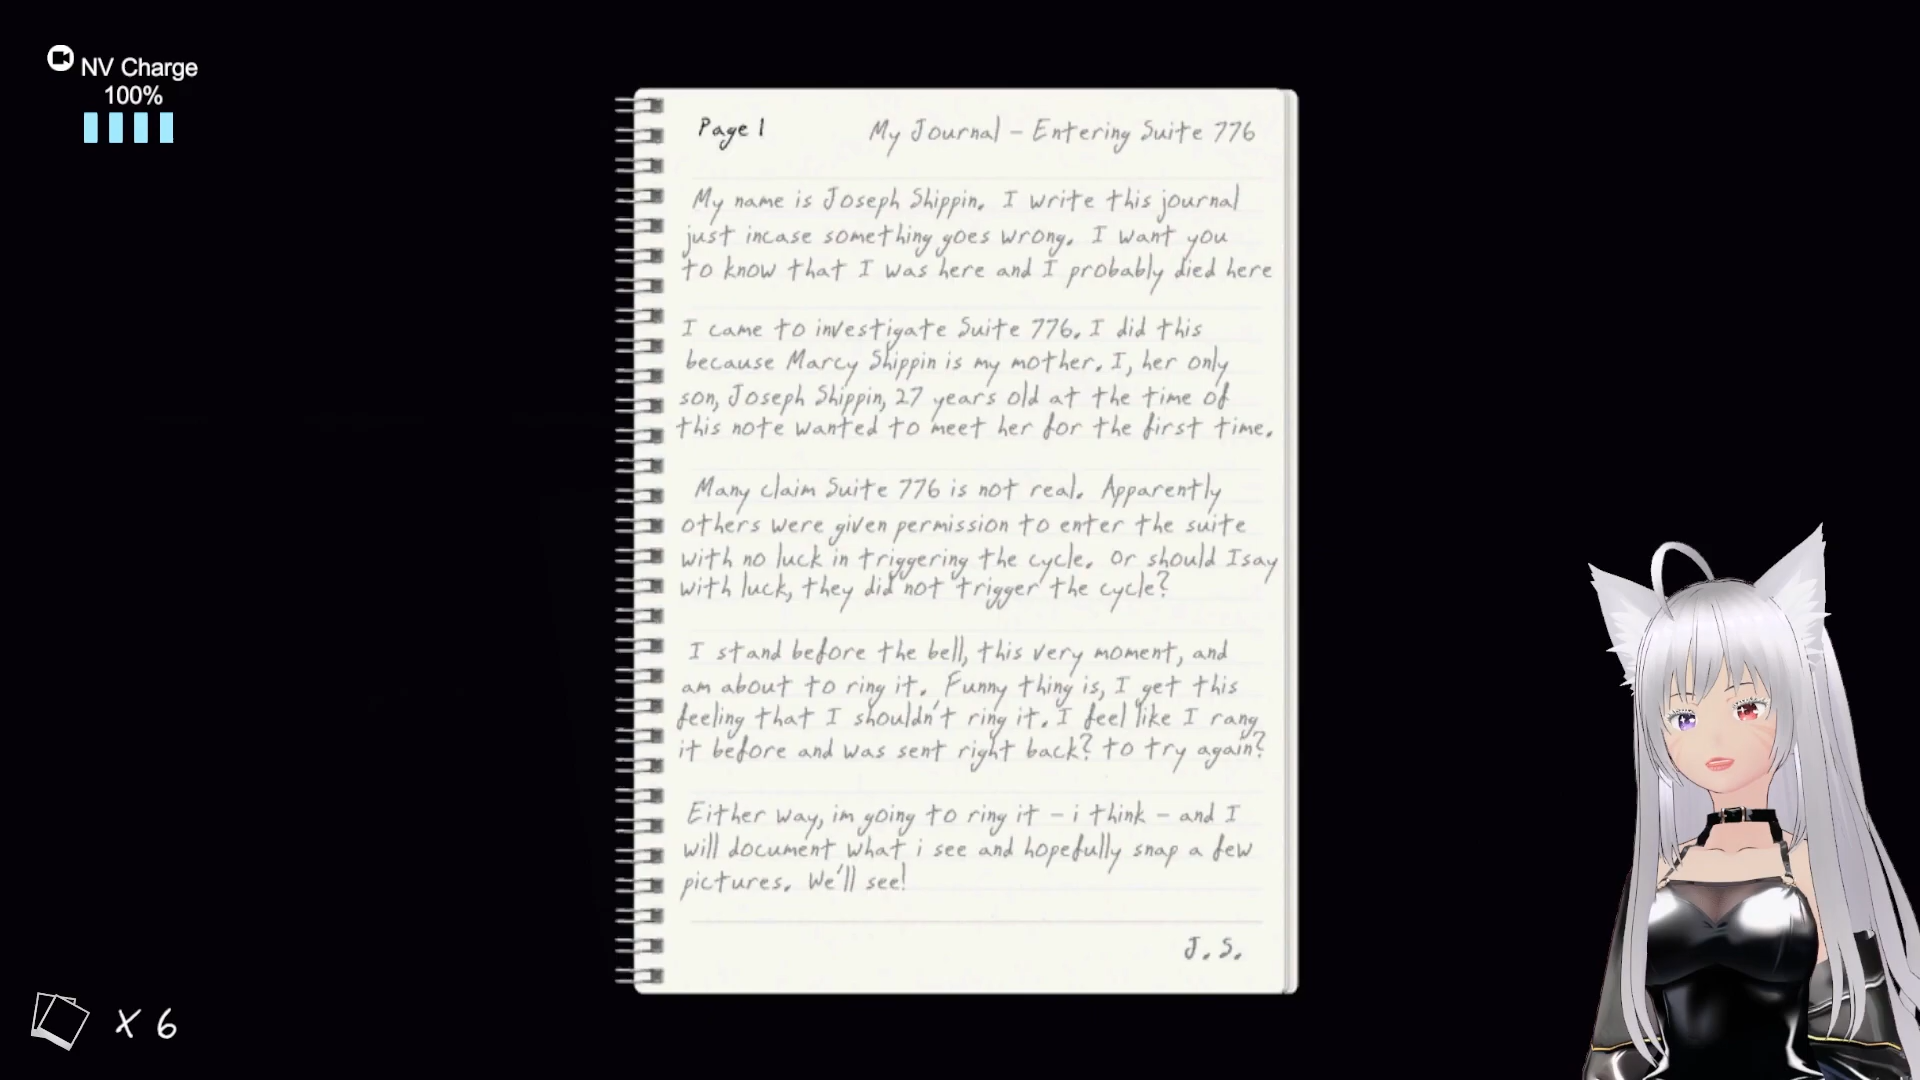 NV Charge
100%
Page 1
My Journal - Entering Suite 776
My name is Joseph Shippin. I write this journal
just incase something goes wrong. I want you
to know that I was here and I probably died here
I came to investigate Suite 776. I did this
because Marcy Shippin is my mother. I, her only
son, Joseph Shippin, 27 years old at the time of
this note wanted to meet her for the first time.
Many claim Suite 776 is not real. Apparently
others were given permission to enter the suite
with no luck in triggering the cycle. Or should I say
with luck, they did not trigger the cycle?
I stand before the bell, this very moment, and
am about to ring it. Funny thing is, I get this
feeling that I shouldn't ring it. I feel like I rang
it before and was sent right back? to try again?
Either way, im going to ring it - i think - and I
will document what i see and hopefully snap a few
pictures. We'll see!
J. S.
X 6